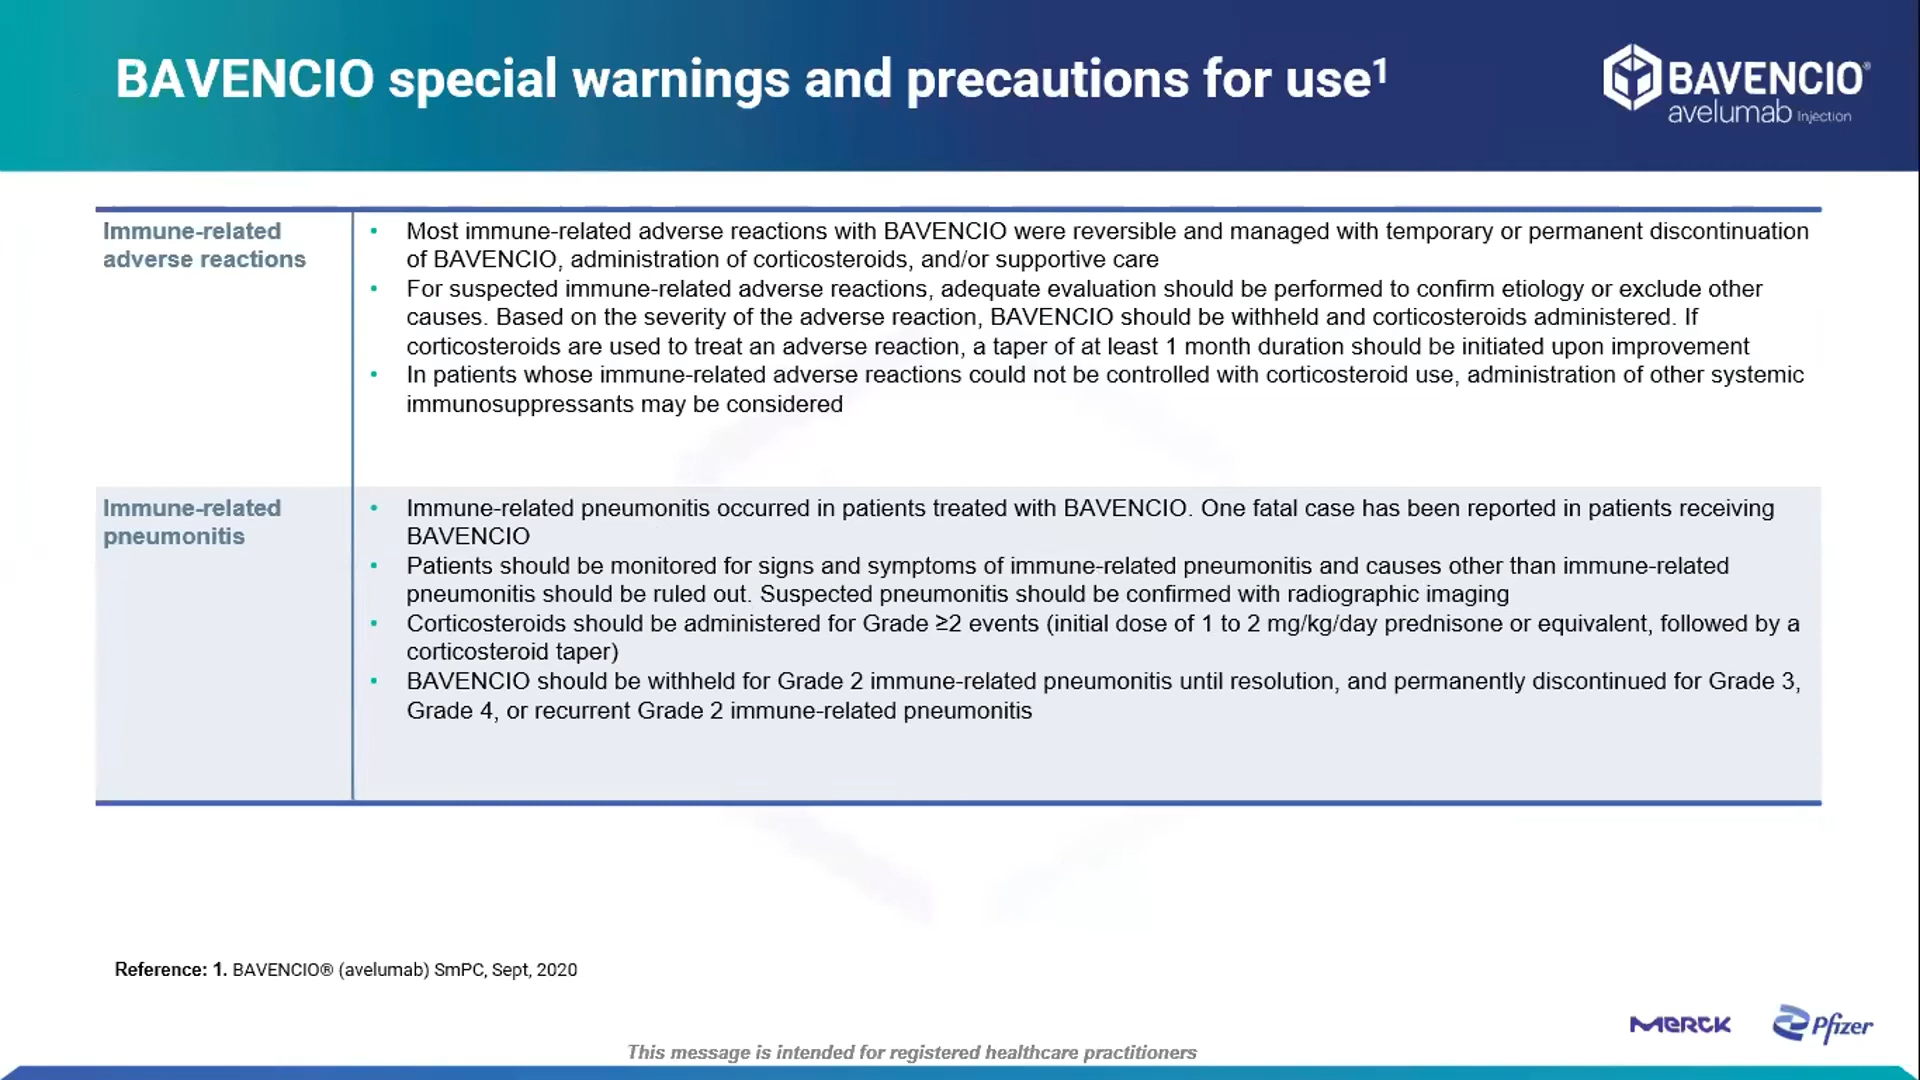 BAVENCIO special warnings and precautions for use¹
BAVENCIO®
avelumab Injection
Immune-related
adverse reactions
• Most immune-related adverse reactions with BAVENCIO were reversible and managed with temporary or permanent discontinuation
of BAVENCIO, administration of corticosteroids, and/or supportive care
• For suspected immune-related adverse reactions, adequate evaluation should be performed to confirm etiology or exclude other
causes. Based on the severity of the adverse reaction, BAVENCIO should be withheld and corticosteroids administered. If
corticosteroids are used to treat an adverse reaction, a taper of at least 1 month duration should be initiated upon improvement
• In patients whose immune-related adverse reactions could not be controlled with corticosteroid use, administration of other systemic
immunosuppressants may be considered
Immune-related
pneumonitis
• Immune-related pneumonitis occurred in patients treated with BAVENCIO. One fatal case has been reported in patients receiving
BAVENCIO
• Patients should be monitored for signs and symptoms of immune-related pneumonitis and causes other than immune-related
pneumonitis should be ruled out. Suspected pneumonitis should be confirmed with radiographic imaging
• Corticosteroids should be administered for Grade ≥2 events (initial dose of 1 to 2 mg/kg/day prednisone or equivalent, followed by a
corticosteroid taper)
• BAVENCIO should be withheld for Grade 2 immune-related pneumonitis until resolution, and permanently discontinued for Grade 3,
Grade 4, or recurrent Grade 2 immune-related pneumonitis
Reference: 1. BAVENCIO® (avelumab) SmPC, Sept, 2020
MERCK
Pfizer
This message is intended for registered healthcare practitioners